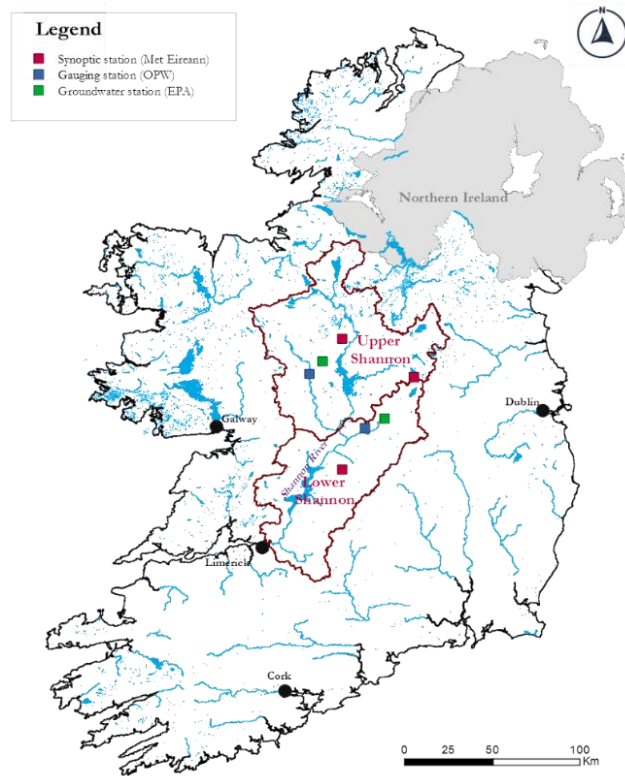 N
Legend
Synoptic station (Met Eireann)
Gauging station (OPW)
Groundwater station (EPA)
Northern Ireland
Upper
Shannon
Dublin
Galway
Shannon River
Lower
Shannon
Limerick
Cork
0 25 50 100
Km